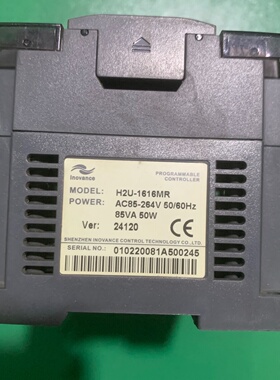 Inovance
PROGRAMMABLE
CONTROLLER
MODEL: H2U-1616MR
POWER: AC85-264V 50/60Hz
85VA 50W
Ver: 24120
SHENZHEN INOVANCE CONTROL TECHNOLOGY CO.,LTD.
SERIAL NO.: 010220081A500245